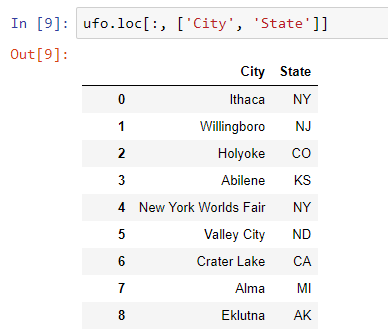 In [9]: ufo.loc[:, ['City', 'State']]
Out[9]:
City State
0 Ithaca NY
1 Willingboro NJ
2 Holyoke CO
3 Abilene KS
4 New York Worlds Fair NY
5 Valley City ND
6 Crater Lake CA
7 Alma MI
8 Eklutna AK